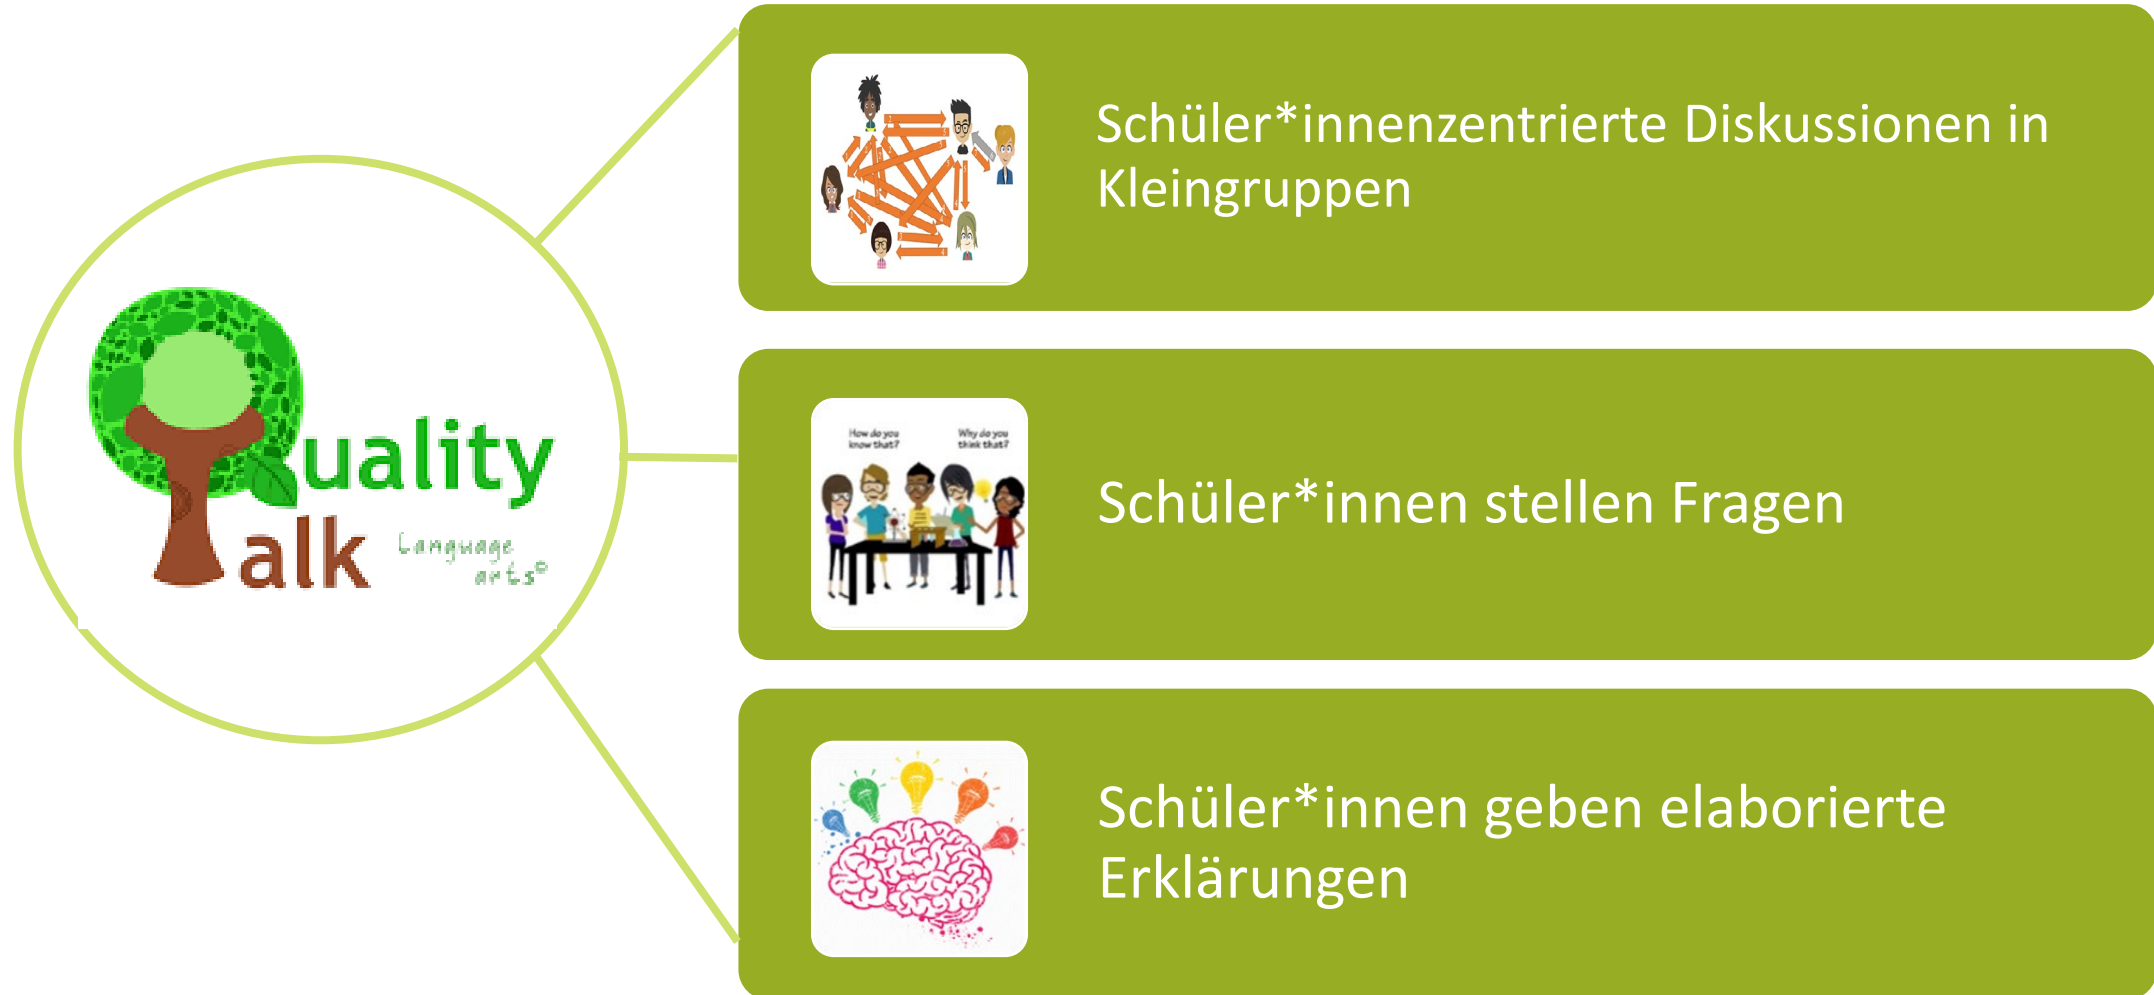 Quality
Talk
Language
arts©
Schüler*innenzentrierte Diskussionen in
Kleingruppen
How do you
know that?
Why do you
think that?
Schüler*innen stellen Fragen
Schüler*innen geben elaborierte
Erklärungen